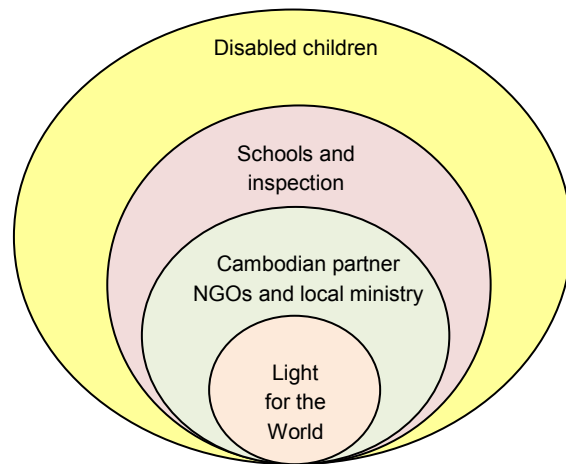 Disabled children
Schools and
inspection
Cambodian partner
NGOs and local ministry
Light
for the
World